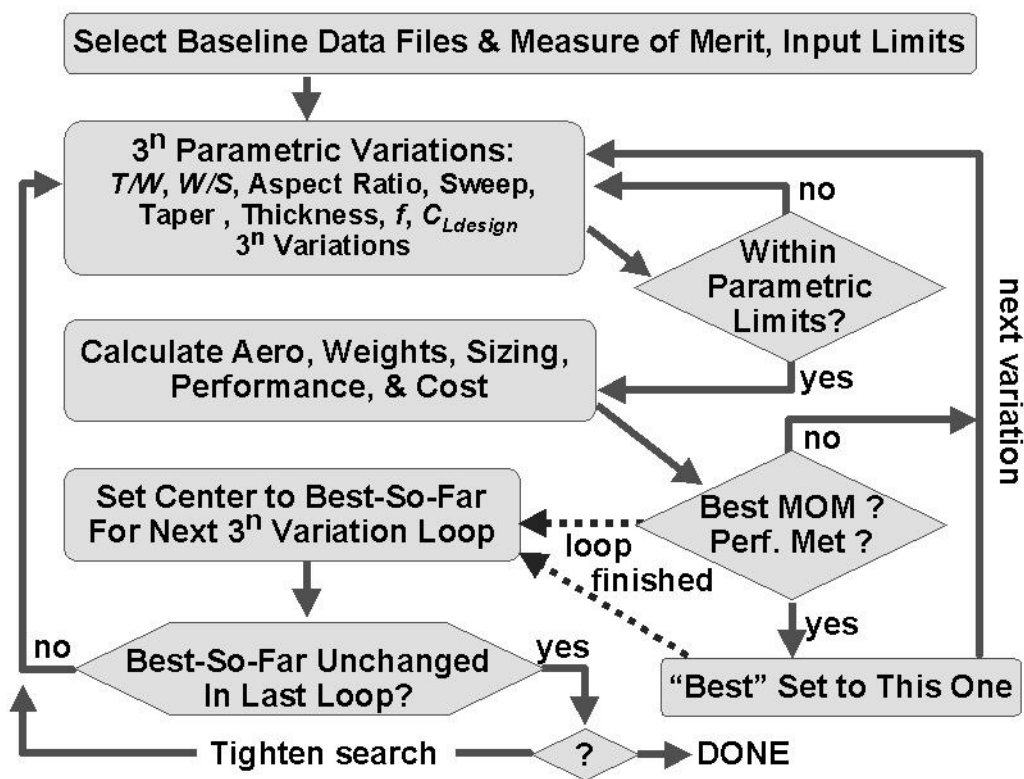 Select Baseline Data Files & Measure of Merit, Input Limits
3ⁿ Parametric Variations:
T/W, W/S, Aspect Ratio, Sweep,
Taper , Thickness, f, C_Ldesign
3ⁿ Variations
no
Within
Parametric
Limits?
yes
next variation
Calculate Aero, Weights, Sizing,
Performance, & Cost
no
Best MOM ?
Perf. Met ?
yes
Set Center to Best-So-Far
For Next 3ⁿ Variation Loop
loop
finished
"Best" Set to This One
no
Best-So-Far Unchanged
In Last Loop?
yes
Tighten search
?
DONE